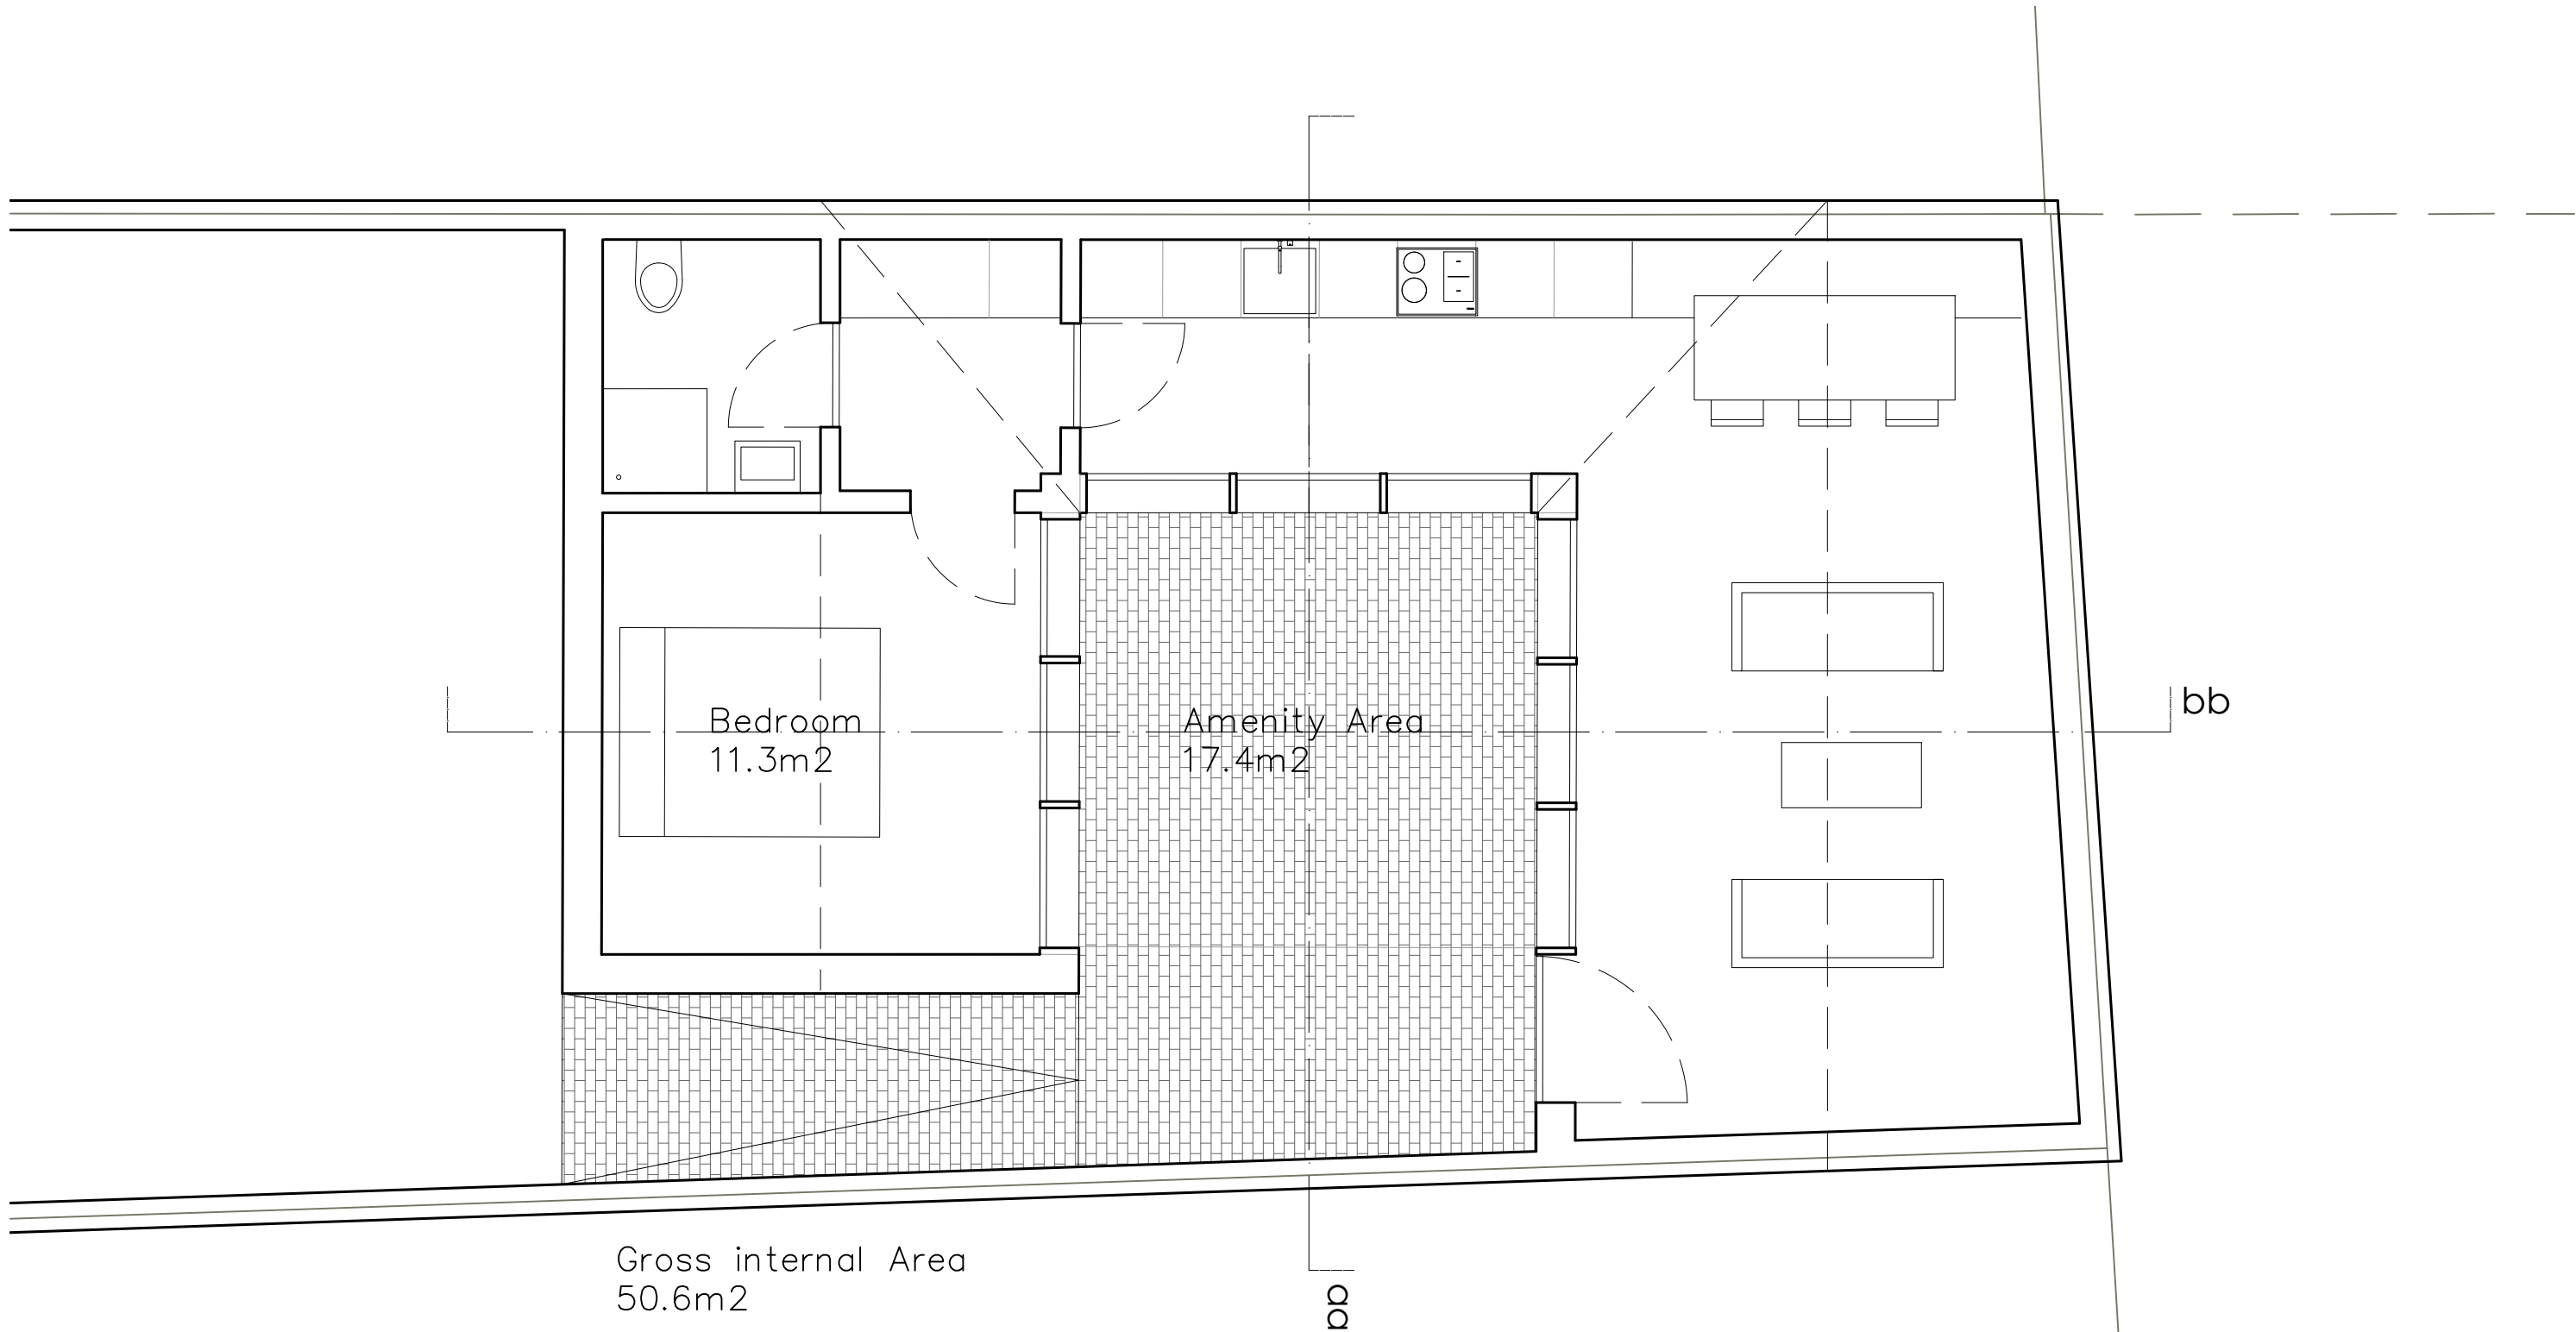 bb
Bedroom
11.3m2
Amenity Area
17.4m2
Gross internal Area
50.6m2
aa